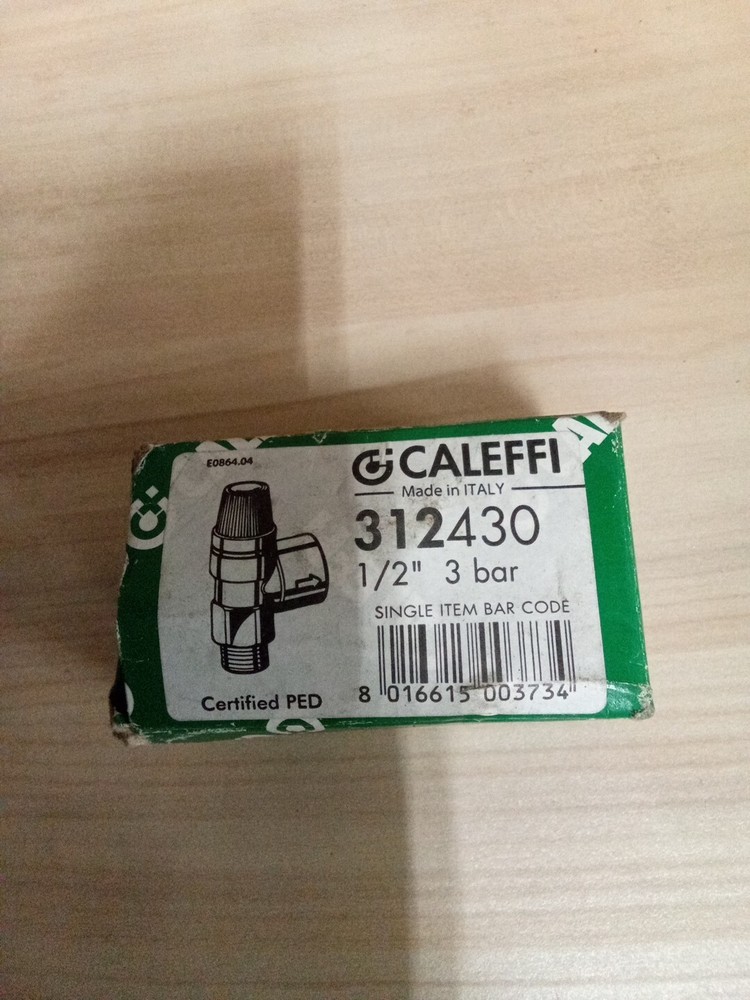 E0864.04
CALEFFI
Made in ITALY
312430
1/2" 3 bar
SINGLE ITEM BAR CODE
8 016615 003734
Certified PED